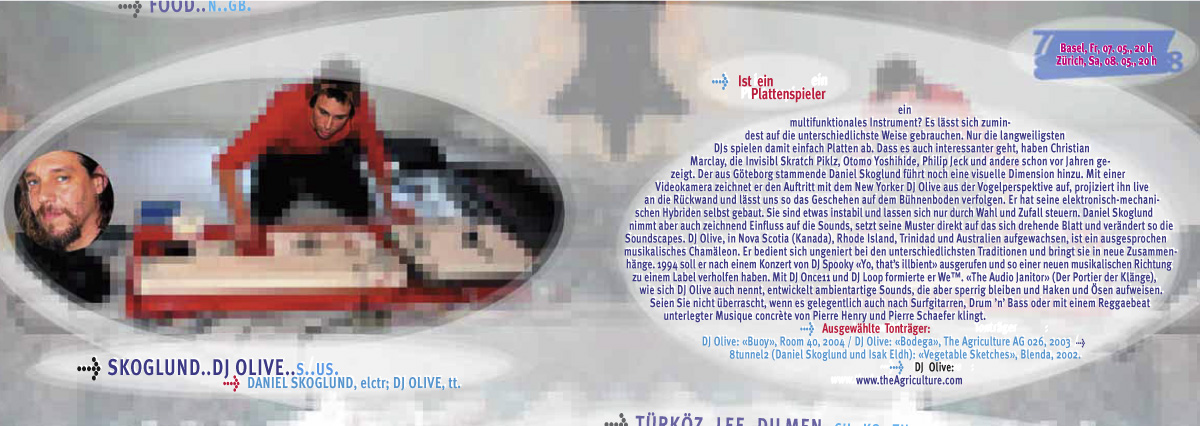 FOOD..N..GB.
Basel, Fr, 07. 05., 20 h
Zürich, Sa, 08. 05., 20 h
Ist ein
Plattenspieler
ein
multifunktionales Instrument? Es lässt sich zumin-
dest auf die unterschiedlichste Weise gebrauchen. Nur die langweiligsten
DJs spielen damit einfach Platten ab. Dass es auch interessanter geht, haben Christian
Marclay, die Invisibl Skratch Piklz, Otomo Yoshihide, Philip Jeck und andere schon vor Jahren ge-
zeigt. Der aus Göteborg stammende Daniel Skoglund führt noch eine visuelle Dimension hinzu. Mit einer
Videokamera zeichnet er den Auftritt mit dem New Yorker DJ Olive aus der Vogelperspektive auf, projiziert ihn live
an die Rückwand und lässt uns so das Geschehen auf dem Bühnenboden verfolgen. Er hat seine elektronisch-mechani-
schen Hybriden selbst gebaut. Sie sind etwas instabil und lassen sich nur durch Wahl und Zufall steuern. Daniel Skoglund
nimmt aber auch zeichnend Einfluss auf die Sounds, setzt seine Muster direkt auf das sich drehende Blatt und verändert so die
Soundscapes. DJ Olive, in Nova Scotia (Kanada), Rhode Island, Trinidad und Australien aufgewachsen, ist ein ausgesprochen
musikalisches Chamäleon. Er bedient sich ungeniert bei den unterschiedlichsten Traditionen und bringt sie in neue Zusammen-
hänge. 1994 soll er nach einem Konzert von DJ Spooky «Yo, that's illbient» ausgerufen und so einer neuen musikalischen Richtung
zu einem Label verholfen haben. Mit DJ Once11 und DJ Loop formierte er We™. «The Audio Janitor» (Der Portier der Klänge),
wie sich DJ Olive auch nennt, entwickelt ambientartige Sounds, die aber sperrig bleiben und Haken und Ösen aufweisen.
Seien Sie nicht überrascht, wenn es gelegentlich auch nach Surfgitarren, Drum 'n' Bass oder mit einem Reggaebeat
unterlegter Musique concrète von Pierre Henry und Pierre Schaefer klingt.
Ausgewählte Tonträger:
DJ Olive: «Buoy», Room 40, 2004 / DJ Olive: «Bodega», The Agriculture AG 026, 2003
8tunnel2 (Daniel Skoglund und Isak Eldh): «Vegetable Sketches», Blenda, 2002.
DJ Olive:
www.theAgriculture.com
SKOGLUND..DJ OLIVE..S..US.
DANIEL SKOGLUND, elctr; DJ OLIVE, tt.